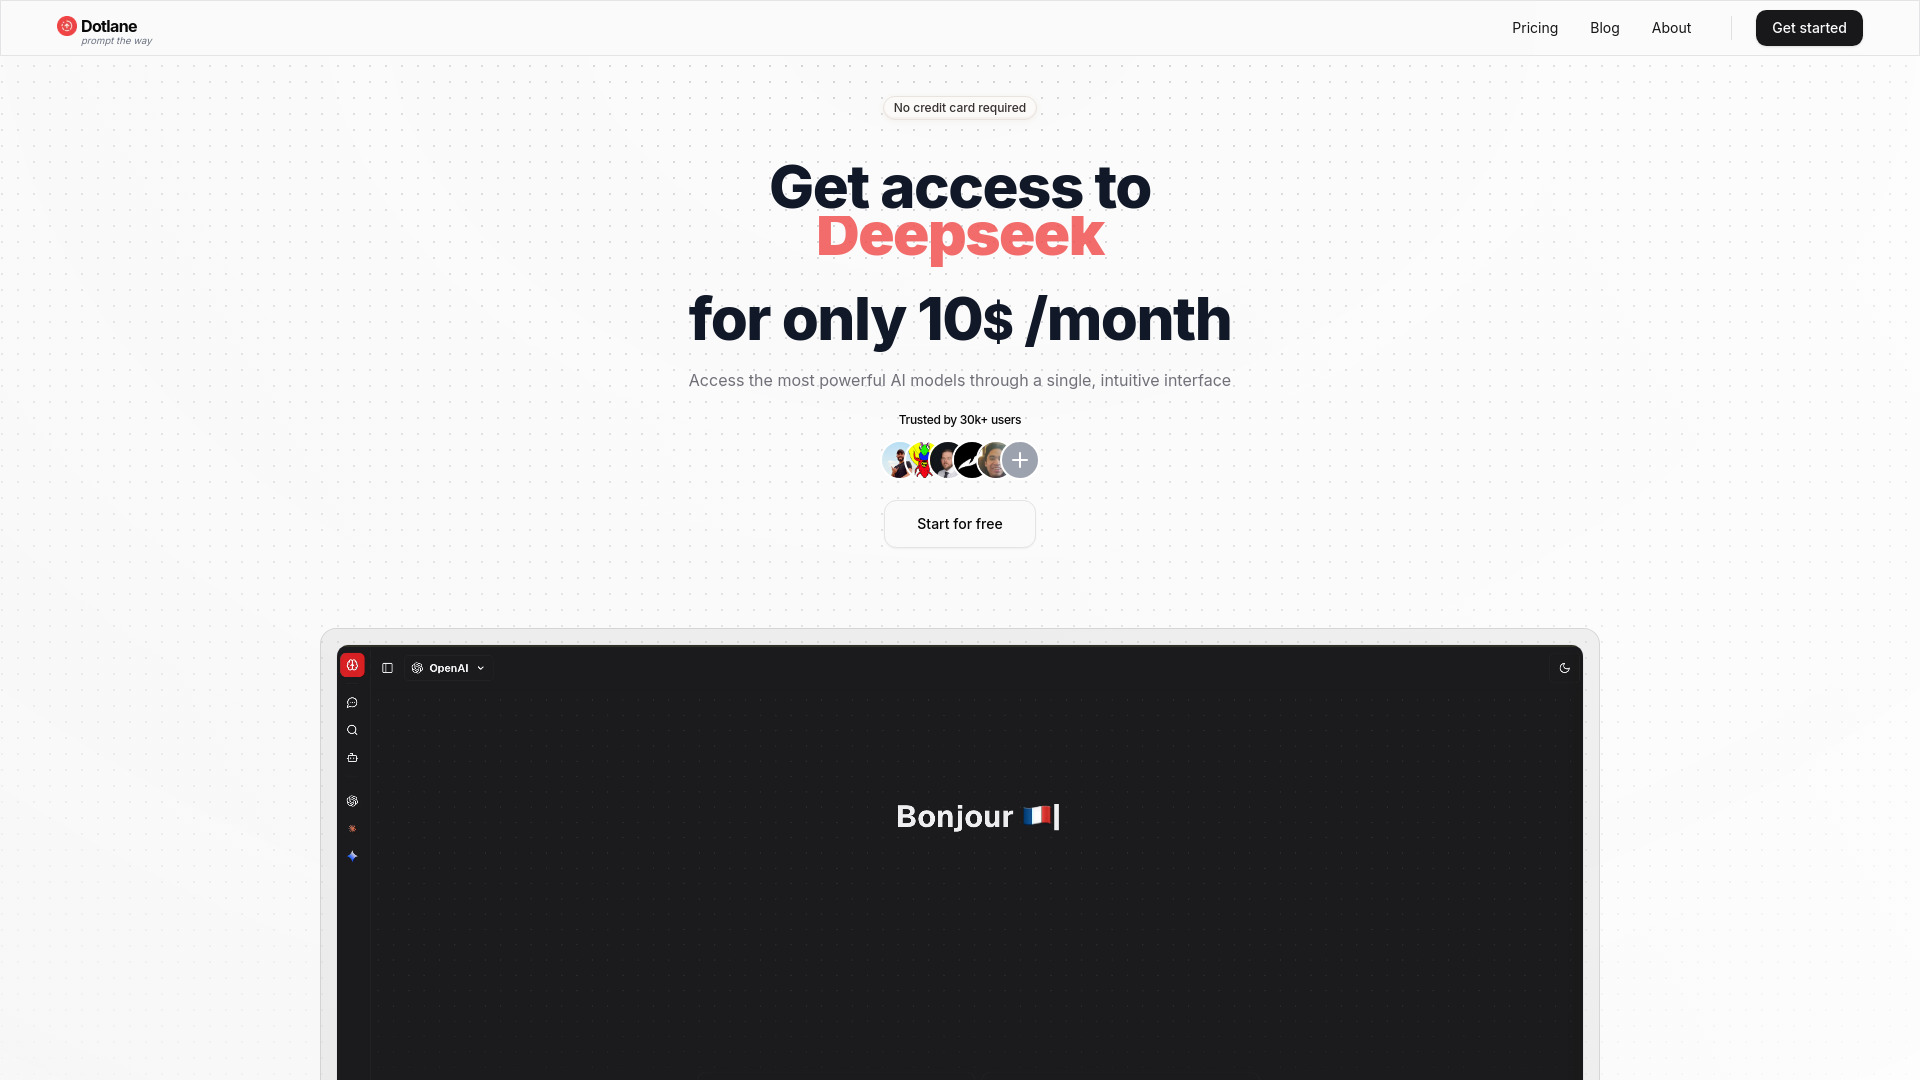 Dotlane
prompt the way
Pricing
Blog
About
Get started
No credit card required
Get access to
Deepseek
for only 10$ /month
Access the most powerful AI models through a single, intuitive interface
Trusted by 30k+ users
Start for free
OpenAI
Bonjour 🇫🇷|